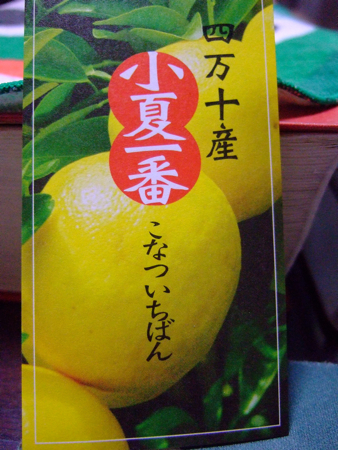 四万十産
小夏一番
こなついちばん